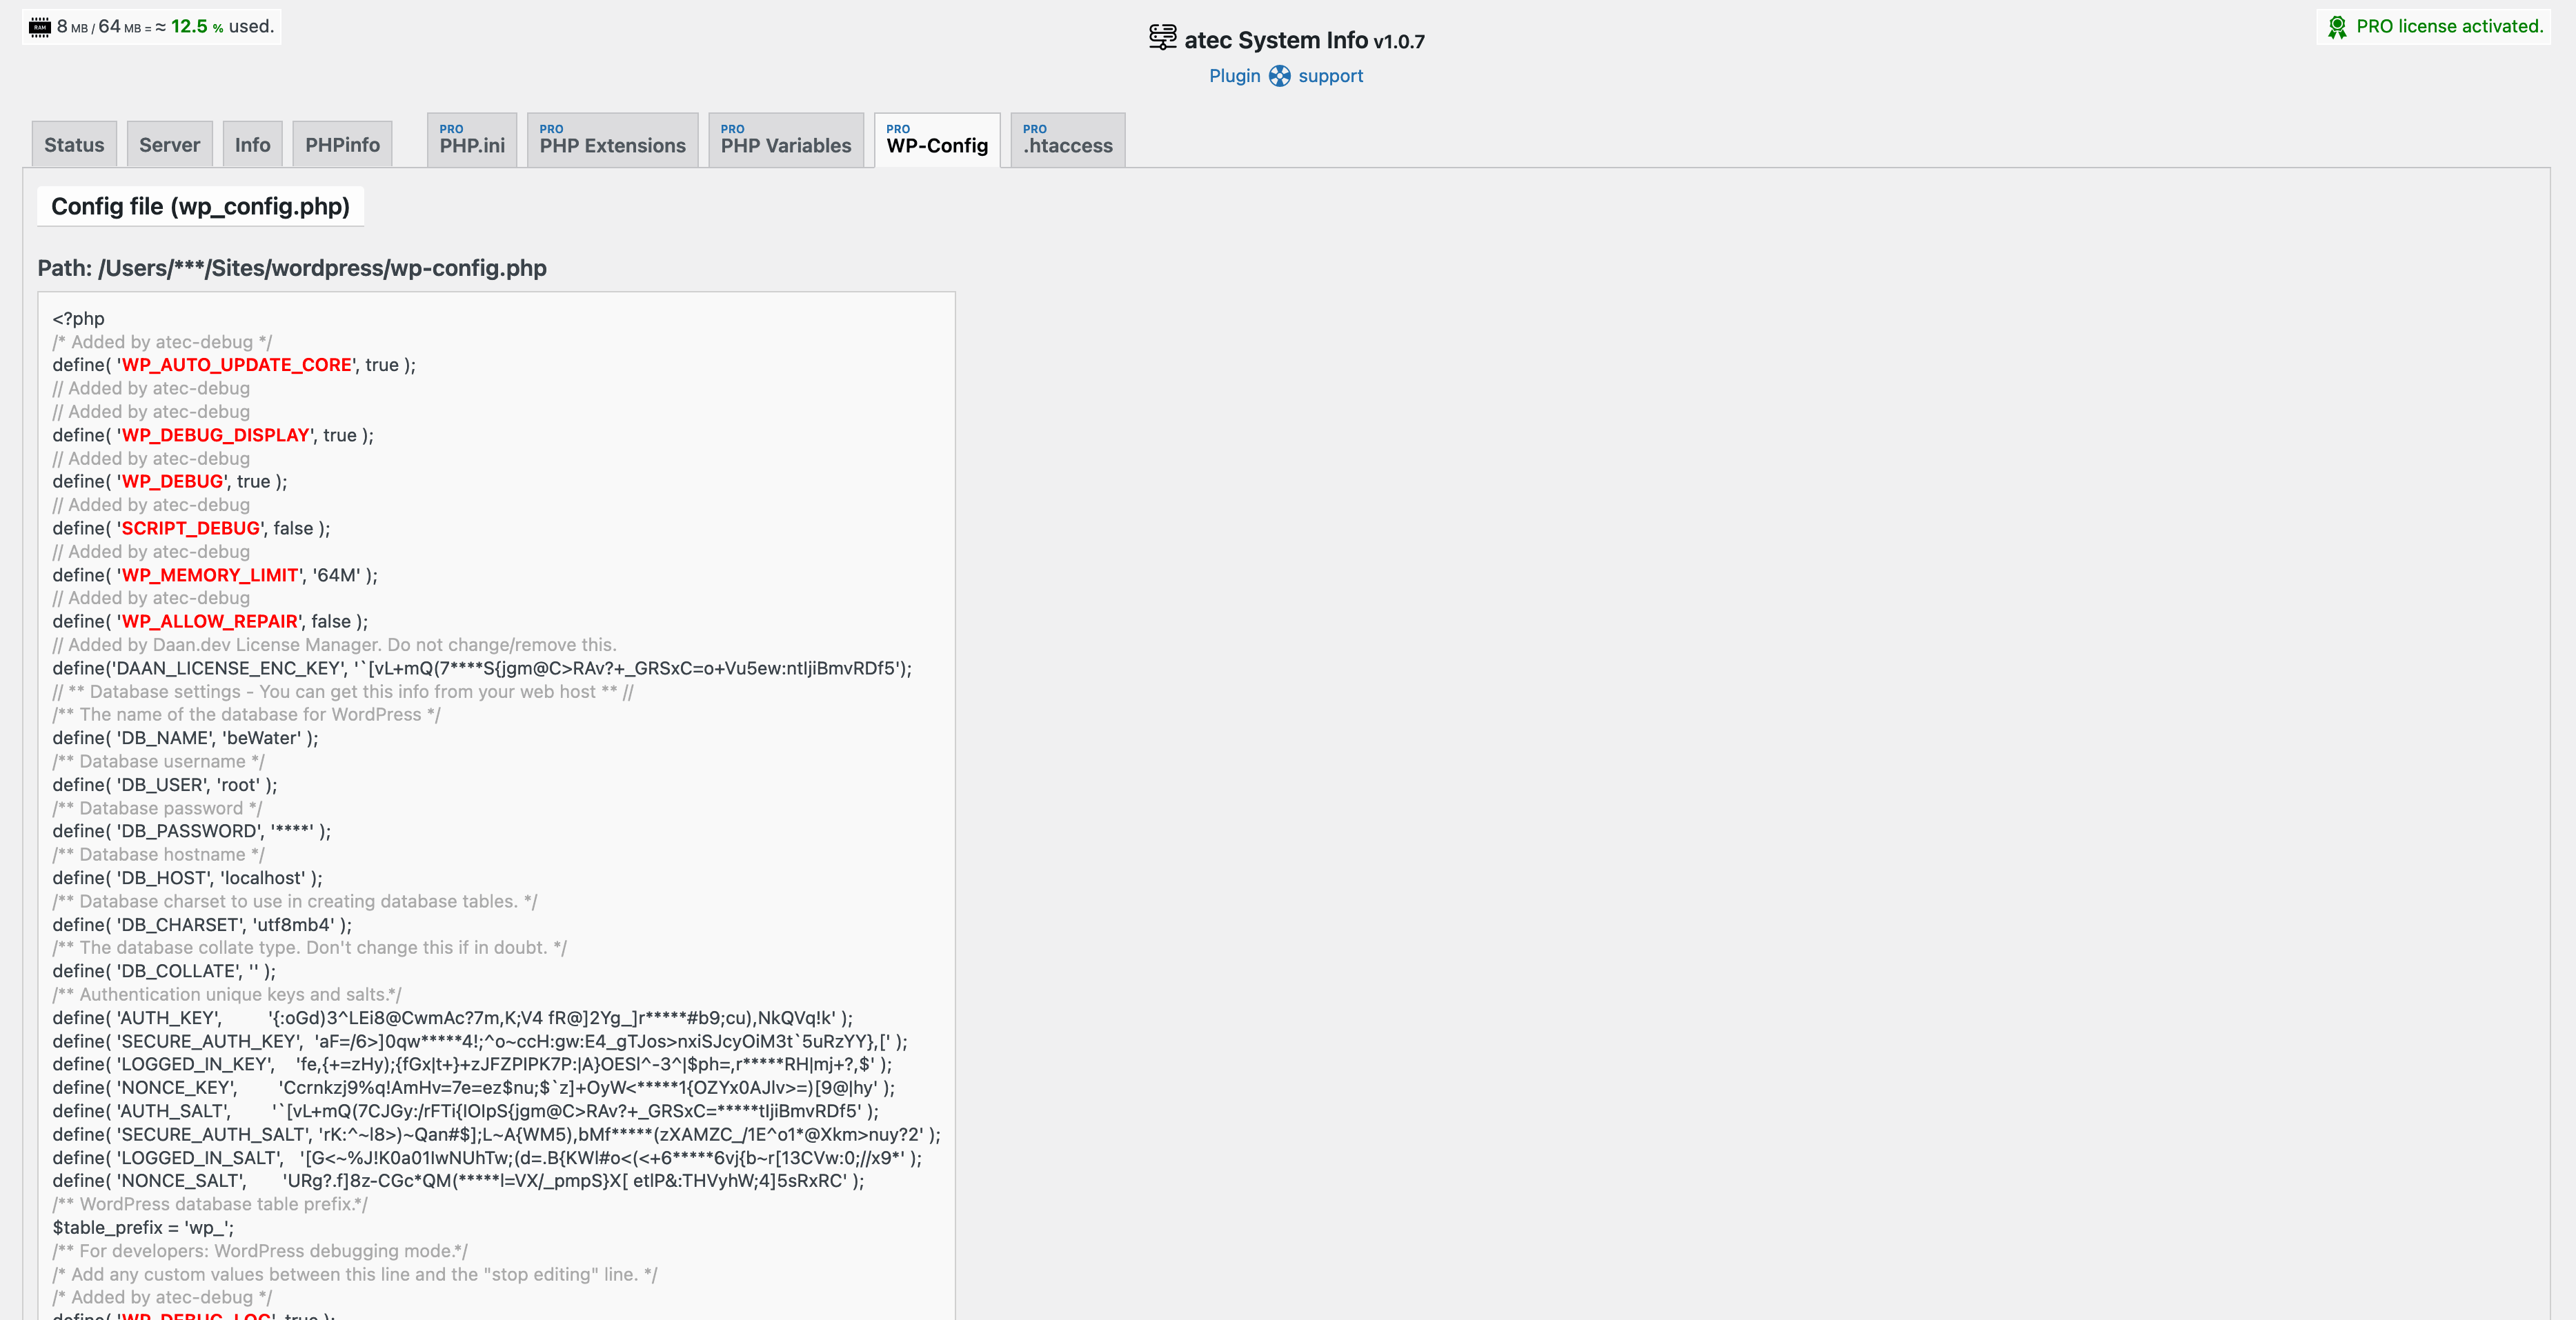 8 MB / 64 MB = ≈ 12.5 % used.
atec System Info v1.0.7
PRO license activated.
Plugin support
Status Server Info PHPinfo PRO PHP.ini PRO PHP Extensions PRO PHP Variables PRO WP-Config PRO .htaccess
Config file (wp_config.php)
Path: /Users/***/Sites/wordpress/wp-config.php
<?php
/* Added by atec-debug */
define( 'WP_AUTO_UPDATE_CORE', true );
// Added by atec-debug
// Added by atec-debug
define( 'WP_DEBUG_DISPLAY', true );
// Added by atec-debug
define( 'WP_DEBUG', true );
// Added by atec-debug
define( 'SCRIPT_DEBUG', false );
// Added by atec-debug
define( 'WP_MEMORY_LIMIT', '64M' );
// Added by atec-debug
define( 'WP_ALLOW_REPAIR', false );
// Added by Daan.dev License Manager. Do not change/remove this.
define('DAAN_LICENSE_ENC_KEY', '`[vL+mQ(7****S{jgm@C>RAv?+_GRSxC=o+Vu5ew:ntIjiBmvRDf5');
// ** Database settings - You can get this info from your web host ** //
/** The name of the database for WordPress */
define( 'DB_NAME', 'beWater' );
/** Database username */
define( 'DB_USER', 'root' );
/** Database password */
define( 'DB_PASSWORD', '****' );
/** Database hostname */
define( 'DB_HOST', 'localhost' );
/** Database charset to use in creating database tables. */
define( 'DB_CHARSET', 'utf8mb4' );
/** The database collate type. Don't change this if in doubt. */
define( 'DB_COLLATE', '' );
/** Authentication unique keys and salts.*/
define( 'AUTH_KEY', '{:oGd)3^LEi8@CwmAc?7m,K;V4 fR@]2Yg_]r*****#b9;cu),NkQVq!k' );
define( 'SECURE_AUTH_KEY', 'aF=/6>]0qw*****4!;^o~ccH:gw:E4_gTJos>nxiSJcyOiM3t`5uRzYY},[' );
define( 'LOGGED_IN_KEY', 'fe,{+=zHy);{fGx|t+}+zJFZPIPK7P:|A}OESl^-3^|$ph=,r*****RH|mj+?,$' );
define( 'NONCE_KEY', 'Ccrnkzj9%q!AmHv=7e=ez$nu;$`z]+OyW<*****1{OZYx0AJlv>=)[9@|hy' );
define( 'AUTH_SALT', '`[vL+mQ(7CJGy:/rFTi{IOlpS{jgm@C>RAv?+_GRSxC=*****tIjiBmvRDf5' );
define( 'SECURE_AUTH_SALT', 'rK:^~l8>)~Qan#$];L~A{WM5),bMf*****(zXAMZC_/1E^o1*@Xkm>nuy?2' );
define( 'LOGGED_IN_SALT', '[G<~%J!K0a01lwNUhTw;(d=.B{KWl#o<(<+6*****6vj{b~r[13CVw:0;//x9*' );
define( 'NONCE_SALT', 'URg?.f]8z-CGc*QM(*****l=VX/_pmpS}X[ etlP&:THVyhW;4]5sRxRC' );
/** WordPress database table prefix.*/
$table_prefix = 'wp_';
/** For developers: WordPress debugging mode.*/
/* Add any custom values between this line and the "stop editing" line. */
/* Added by atec-debug */
define( 'WP_DEBUG_LOG', true );